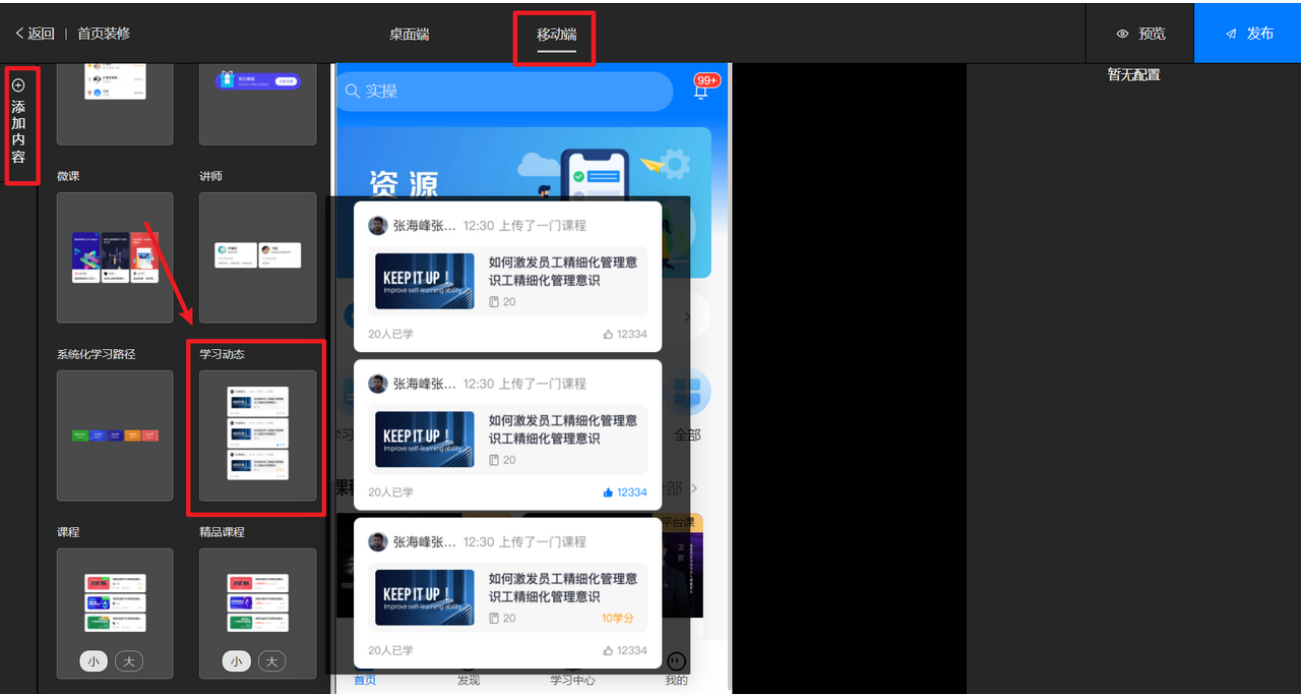 返回 | 首页装修
桌面端
移动端
预览
发布
添加内容
微课
讲师
系统化学习路径
学习动态
课程
精品课程
小
大
小
大
实操
99+
资源
张海峰张... 12:30 上传了一门课程
KEEP IT UP !
Improve self-learning ability
如何激发员工精细化管理意
识工精细化管理意识
20
20人已学
12334
张海峰张... 12:30 上传了一门课程
KEEP IT UP !
Improve self-learning ability
如何激发员工精细化管理意
识工精细化管理意识
20
全部
20人已学
12334
张海峰张... 12:30 上传了一门课程
平台课
KEEP IT UP !
Improve self-learning ability
如何激发员工精细化管理意
识工精细化管理意识
20
10学分
20人已学
12334
首页
发现
学习中心
我的
暂无配置